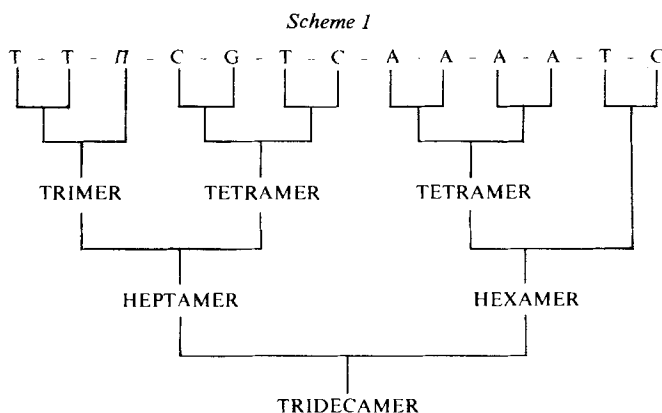 Scheme 1
T - T - Π - C - G - T - C - A - A - A - A - T - C
TRIMER TETRAMER TETRAMER
HEPTAMER HEXAMER
TRIDECAMER